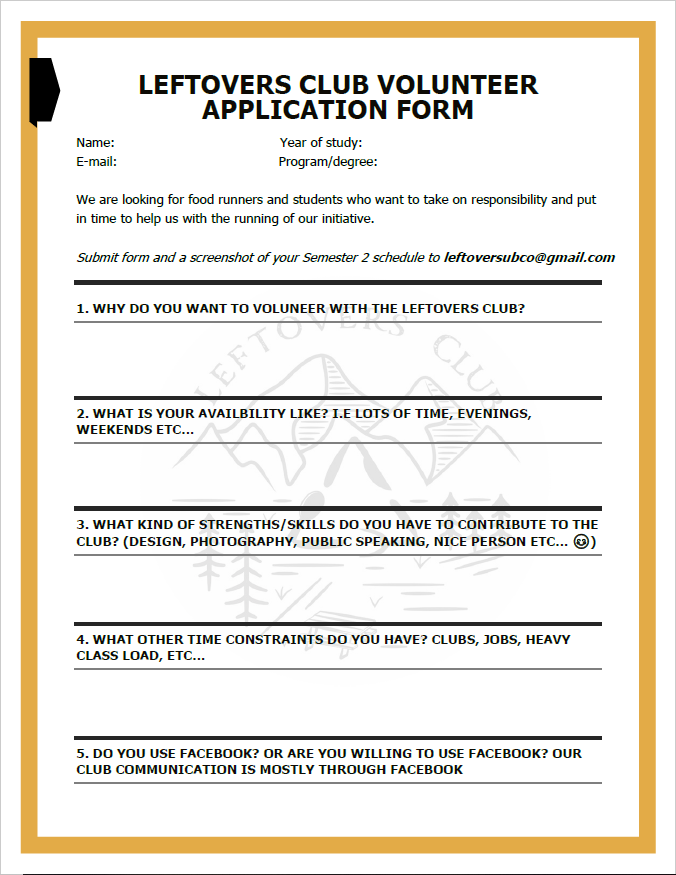 LEFTOVERS CLUB VOLUNTEER
APPLICATION FORM
Name: Year of study:
E-mail: Program/degree:
We are looking for food runners and students who want to take on responsibility and put
in time to help us with the running of our initiative.
Submit form and a screenshot of your Semester 2 schedule to leftoversubco@gmail.com
1. WHY DO YOU WANT TO VOLUNEER WITH THE LEFTOVERS CLUB?
LEFTOVERS CLUB
2. WHAT IS YOUR AVAILBILITY LIKE? I.E LOTS OF TIME, EVENINGS,
WEEKENDS ETC...
3. WHAT KIND OF STRENGTHS/SKILLS DO YOU HAVE TO CONTRIBUTE TO THE
CLUB? (DESIGN, PHOTOGRAPHY, PUBLIC SPEAKING, NICE PERSON ETC... )
4. WHAT OTHER TIME CONSTRAINTS DO YOU HAVE? CLUBS, JOBS, HEAVY
CLASS LOAD, ETC...
5. DO YOU USE FACEBOOK? OR ARE YOU WILLING TO USE FACEBOOK? OUR
CLUB COMMUNICATION IS MOSTLY THROUGH FACEBOOK